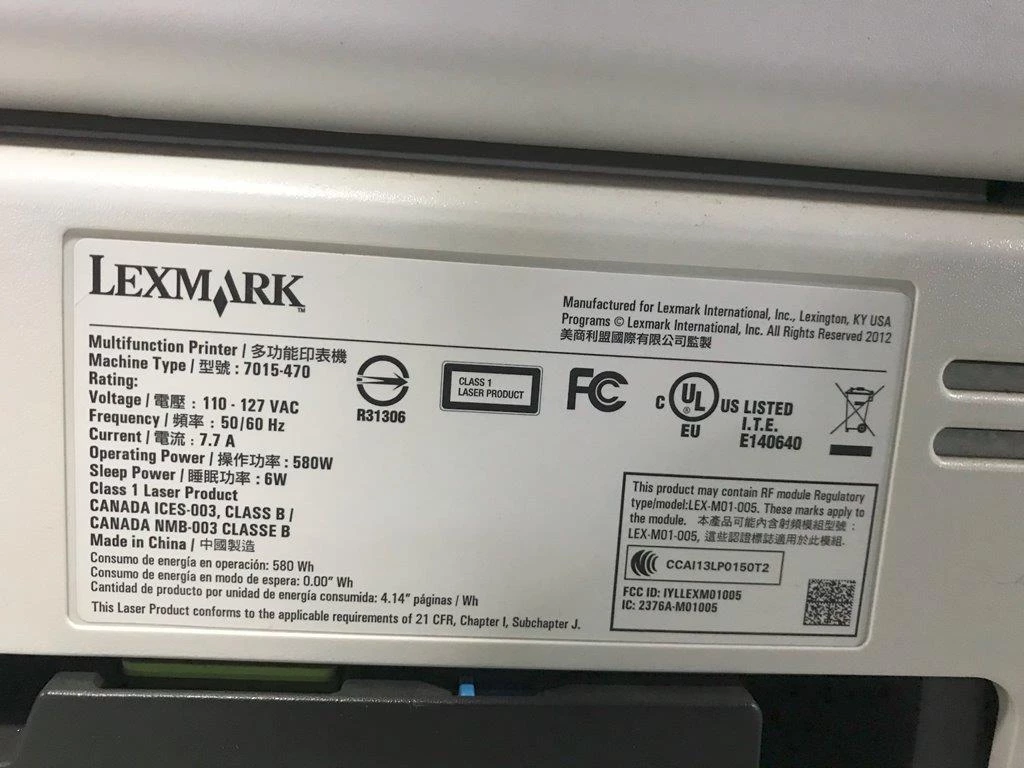 LEXMARK™
Manufactured for Lexmark International, Inc., Lexington, KY USA
Programs © Lexmark International, Inc. All Rights Reserved 2012
美商利盟國際有限公司監製
Multifunction Printer / 多功能印表機
Machine Type / 型號 : 7015-470
Rating:
Voltage / 電壓 : 110 - 127 VAC
Frequency / 頻率 : 50/60 Hz
Current / 電流 : 7.7 A
Operating Power / 操作功率 : 580W
Sleep Power / 睡眠功率 : 6W
Class 1 Laser Product
CANADA ICES-003, CLASS B /
CANADA NMB-003 CLASSE B
Made in China / 中國製造
Consumo de energía en operación: 580 Wh
Consumo de energía en modo de espera: 0.00" Wh
Cantidad de producto por unidad de energía consumida: 4.14" páginas / Wh
This Laser Product conforms to the applicable requirements of 21 CFR, Chapter I, Subchapter J.
R31306
CLASS 1
LASER PRODUCT
FC
C UL ® US LISTED
EU
I.T.E.
E140640
This product may contain RF module Regulatory
type/model:LEX-M01-005. These marks apply to
the module. 本產品可能內含射頻模組型號 :
LEX-M01-005, 這些認證標誌適用於此模組.
CCAI13LP0150T2
FCC ID: IYLLEXM01005
IC: 2376A-M01005